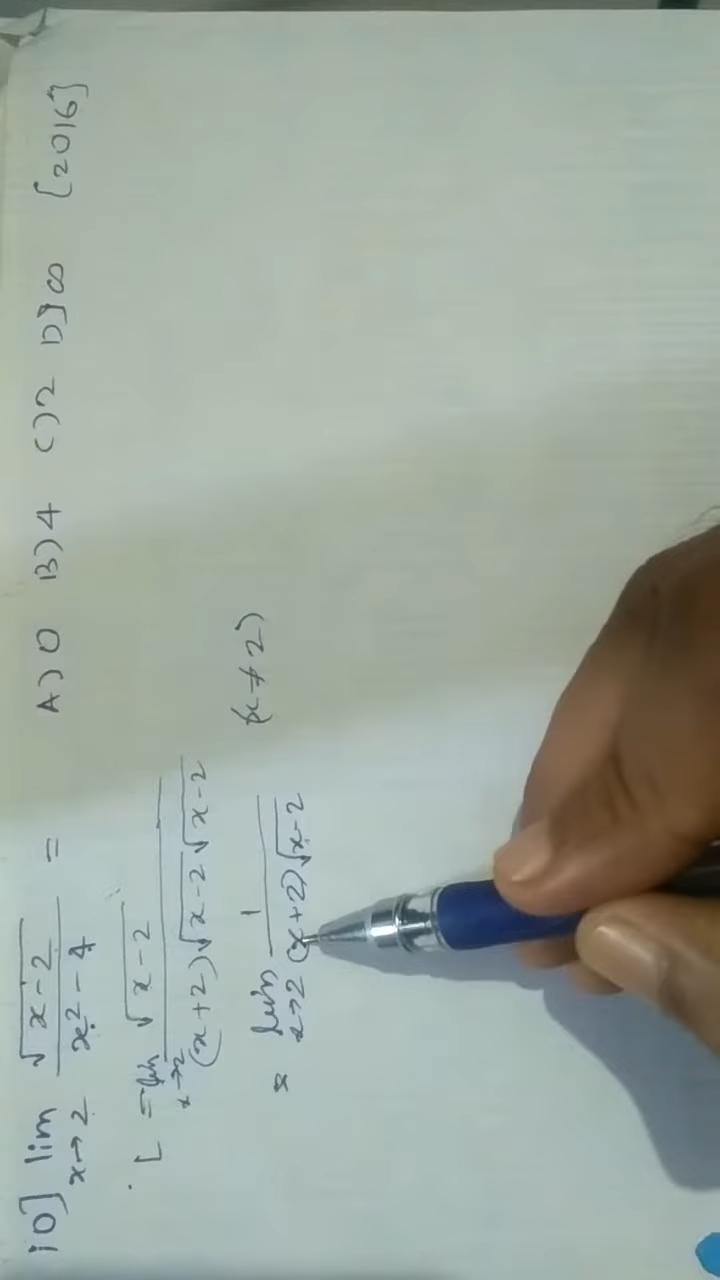 10] lim x→2 √(x-2) / (x²-4) = A) 0 B) 4 C) 2 D] ∞ [2016]
L = lim x→2 √(x-2) / (x+2)√(x-2)√(x-2)
= lim x→2 1 / (x+2)√(x-2) (x≠2)